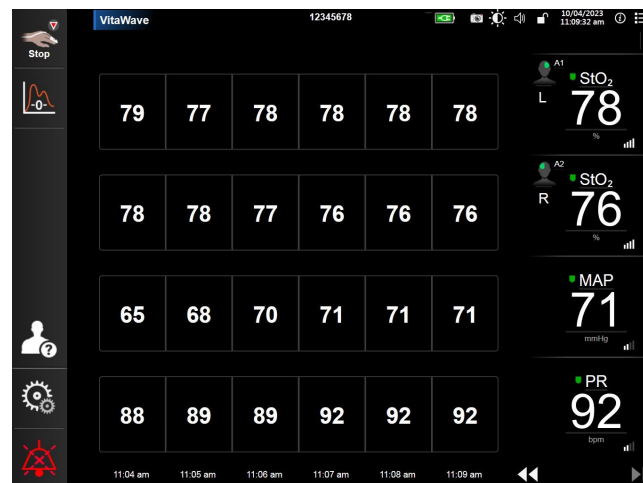 VitaWave
12345678
10/04/2023
11:09:32 am
Stop
-0-
79 77 78 78 78 78
A1
L
StO₂
78
%
78 78 77 76 76 76
A2
R
StO₂
76
%
65 68 70 71 71 71
MAP
71
mmHg
88 89 89 92 92 92
PR
92
bpm
11:04 am 11:05 am 11:06 am 11:07 am 11:08 am 11:09 am